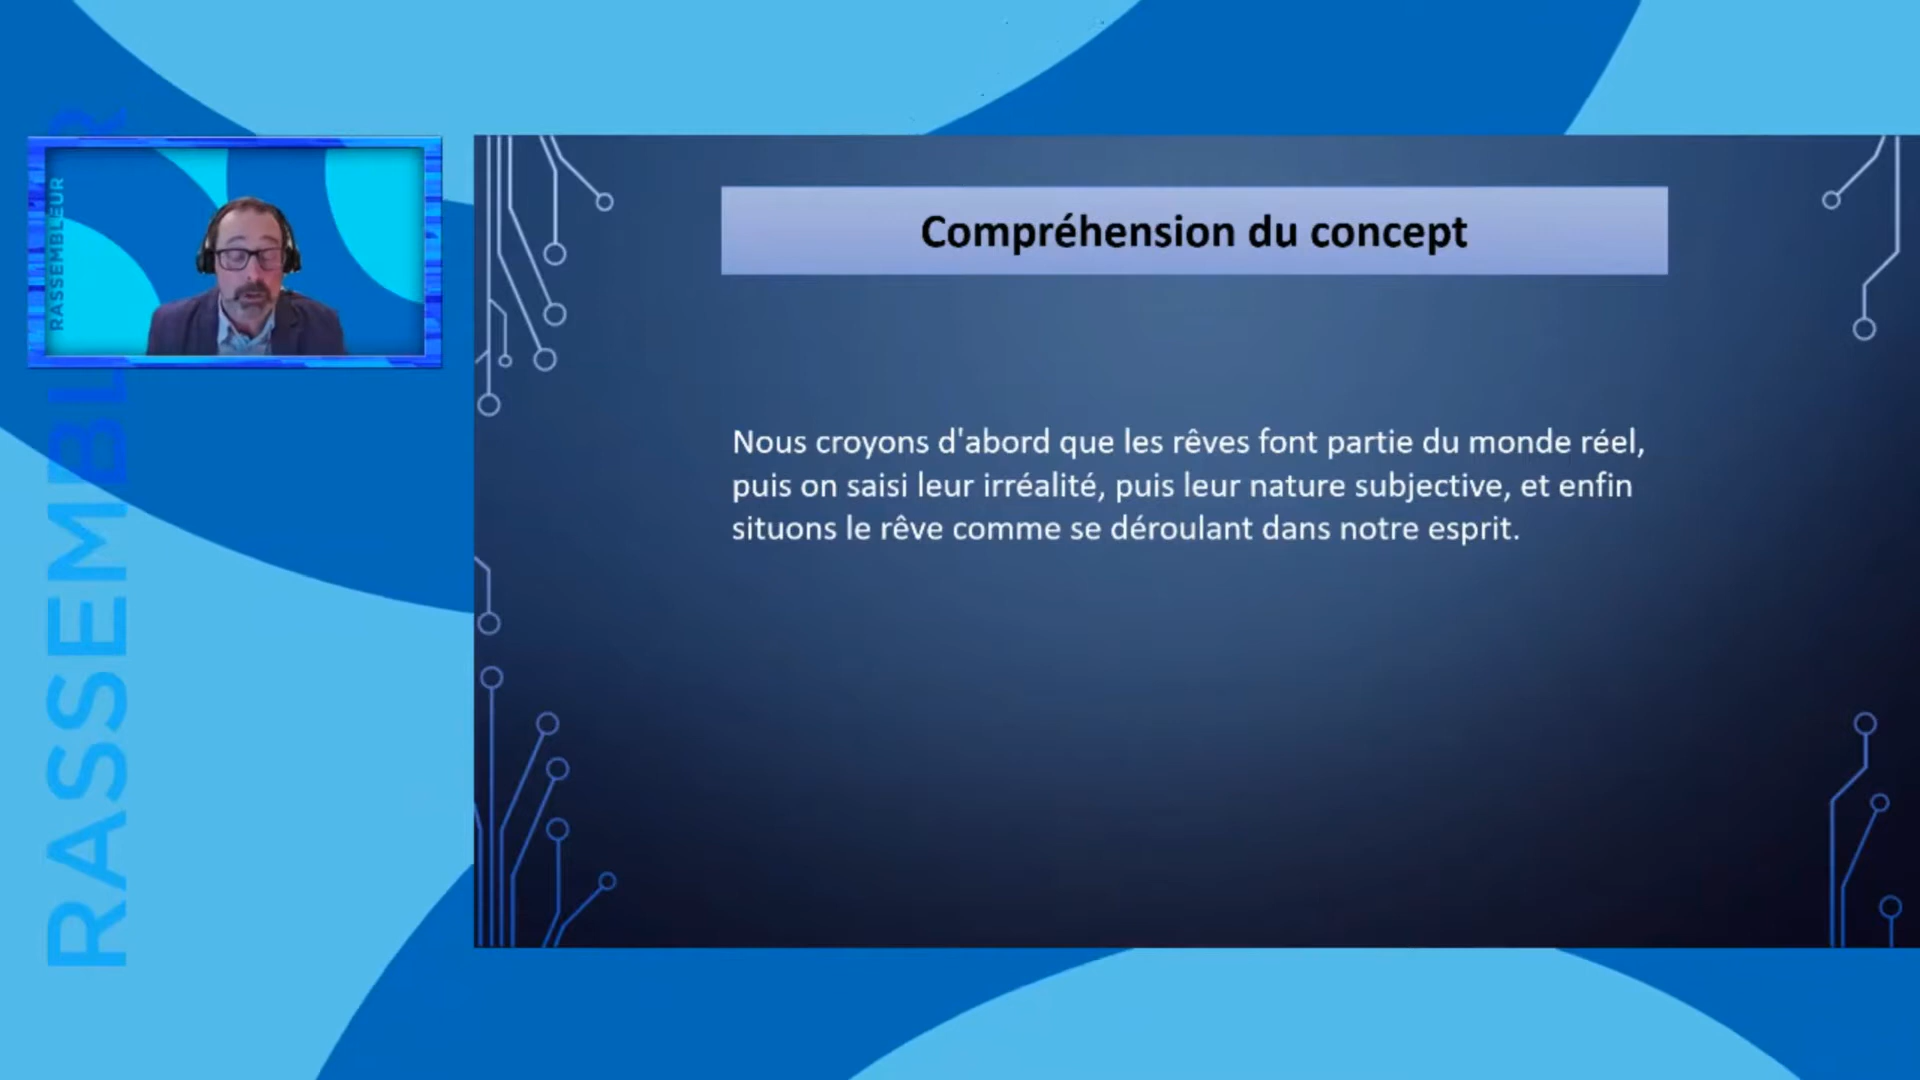 RASSEMBLEUR
RASSEMBLEUR
Compréhension du concept
Nous croyons d'abord que les rêves font partie du monde réel,
puis on saisi leur irréalité, puis leur nature subjective, et enfin
situons le rêve comme se déroulant dans notre esprit.